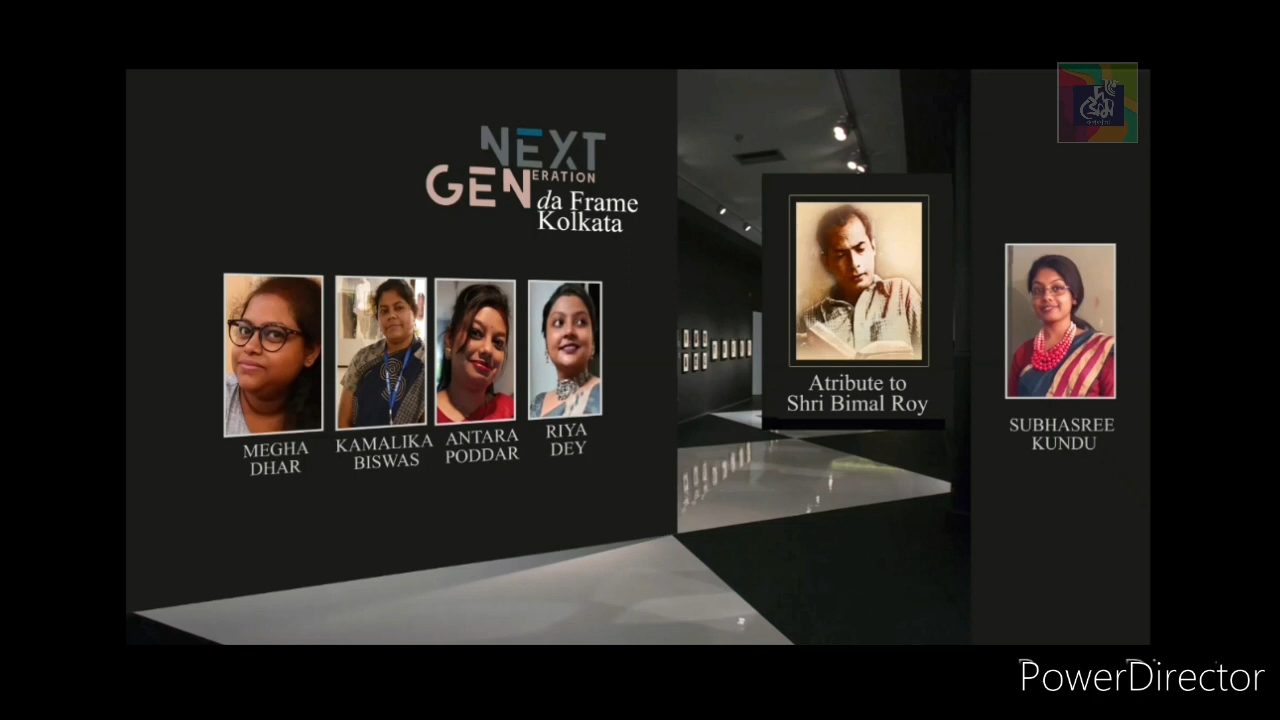 NEXT
GENERATION
da Frame
Kolkata
MEGHA
DHAR
KAMALIKA
BISWAS
ANTARA
PODDAR
RIYA
DEY
Atribute to
Shri Bimal Roy
SUBHASREE
KUNDU
PowerDirector